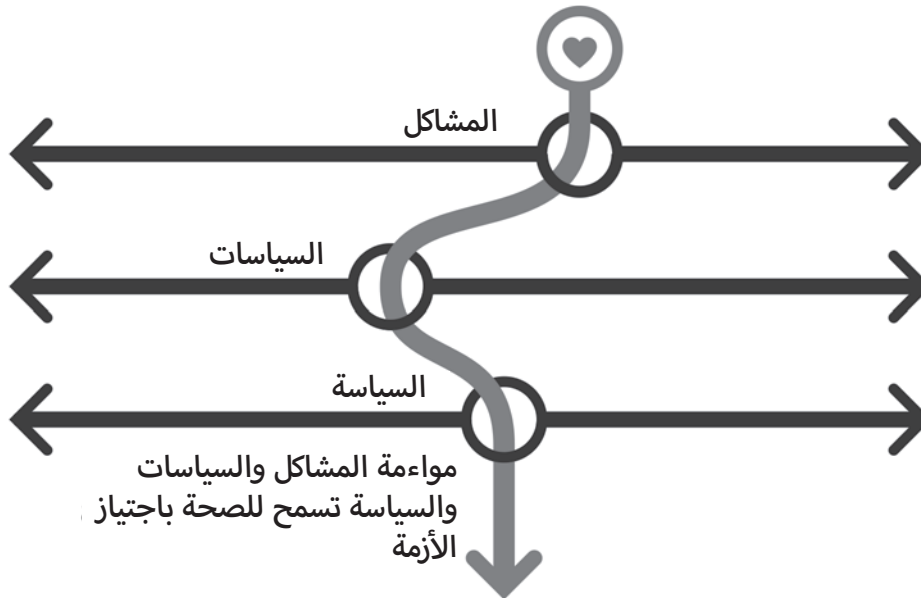 المشاكل
السياسات
السياسة
مواءمة المشاكل والسياسات
والسياسة تسمح للصحة باجتياز
الأزمة